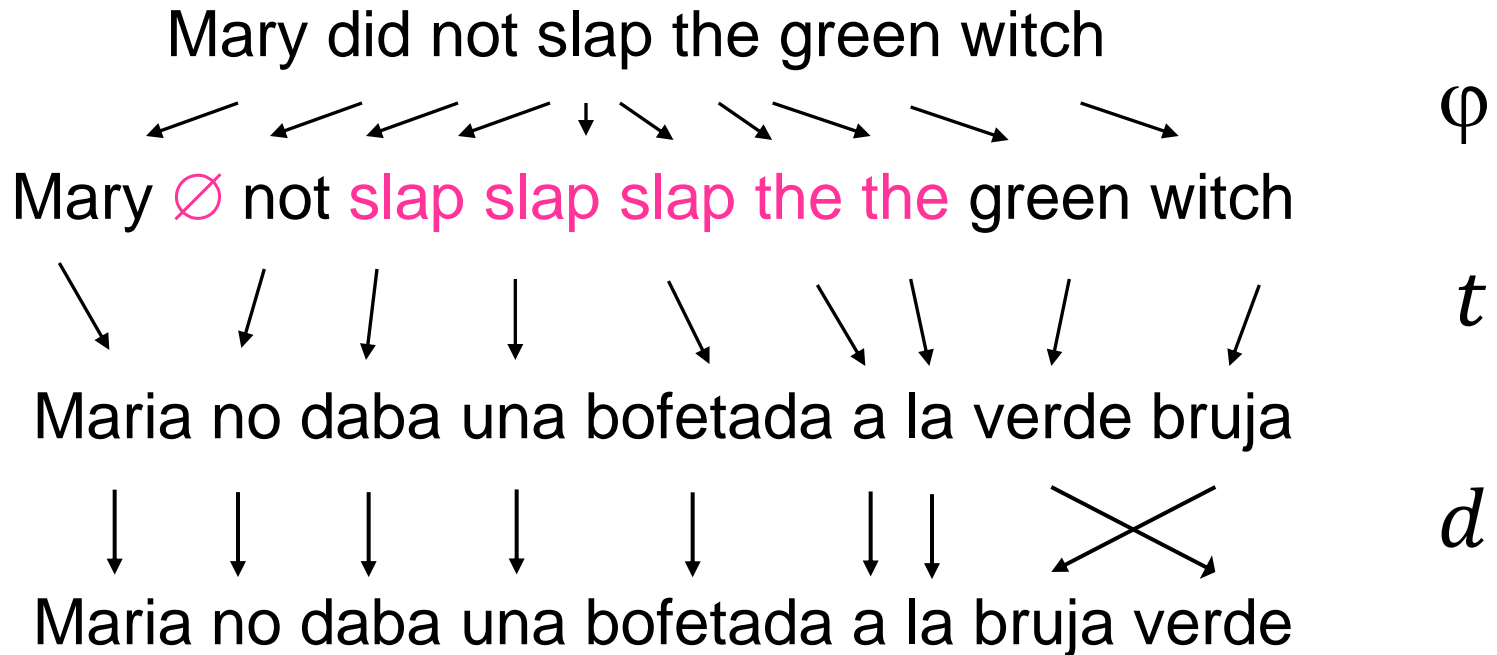 Mary did not slap the green witch
φ
Mary ∅ not slap slap slap the the green witch
t
Maria no daba una bofetada a la verde bruja
d
Maria no daba una bofetada a la bruja verde